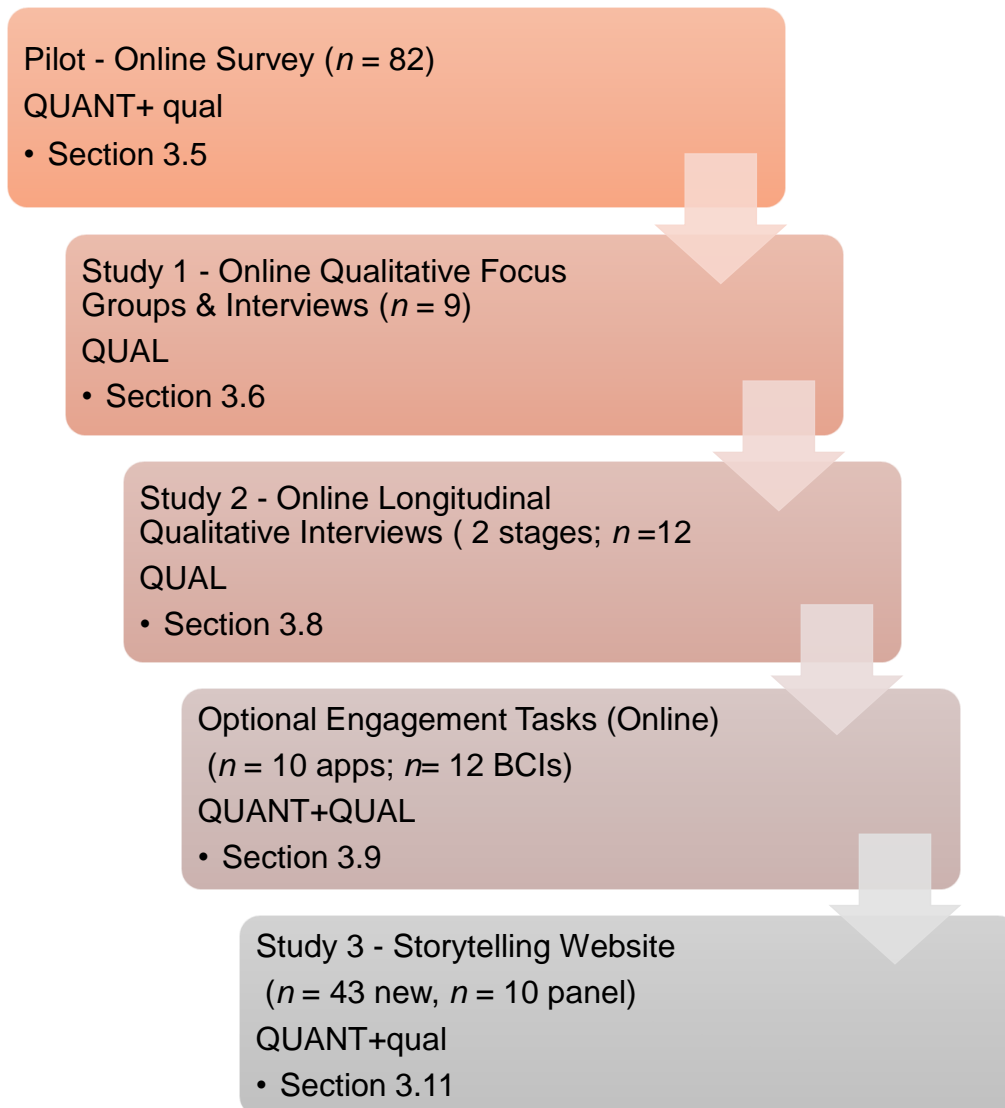 Pilot - Online Survey (n = 82)
QUANT+ qual
• Section 3.5
Study 1 - Online Qualitative Focus
Groups & Interviews (n = 9)
QUAL
• Section 3.6
Study 2 - Online Longitudinal
Qualitative Interviews ( 2 stages; n =12
QUAL
• Section 3.8
Optional Engagement Tasks (Online)
(n = 10 apps; n= 12 BCIs)
QUANT+QUAL
• Section 3.9
Study 3 - Storytelling Website
(n = 43 new, n = 10 panel)
QUANT+qual
• Section 3.11